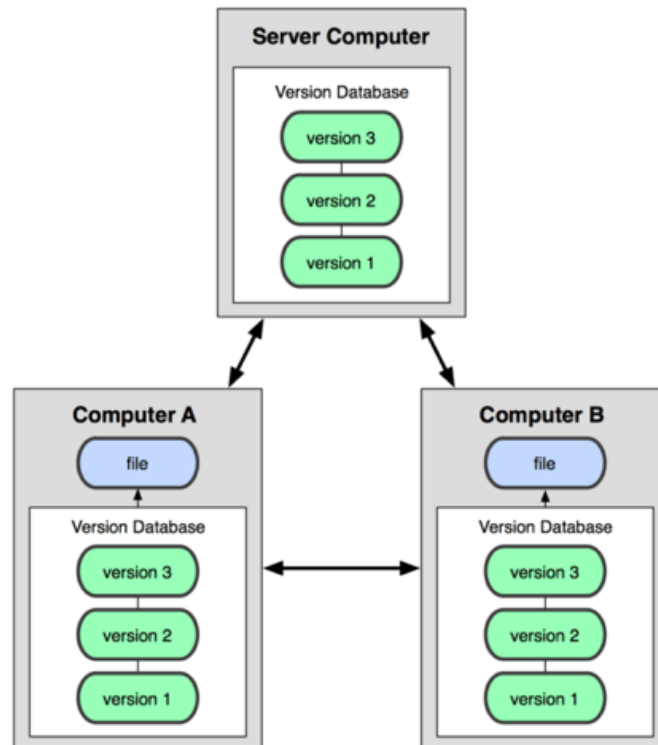 Server Computer
Version Database
version 3
version 2
version 1
Computer A
file
Version Database
version 3
version 2
version 1
Computer B
file
Version Database
version 3
version 2
version 1